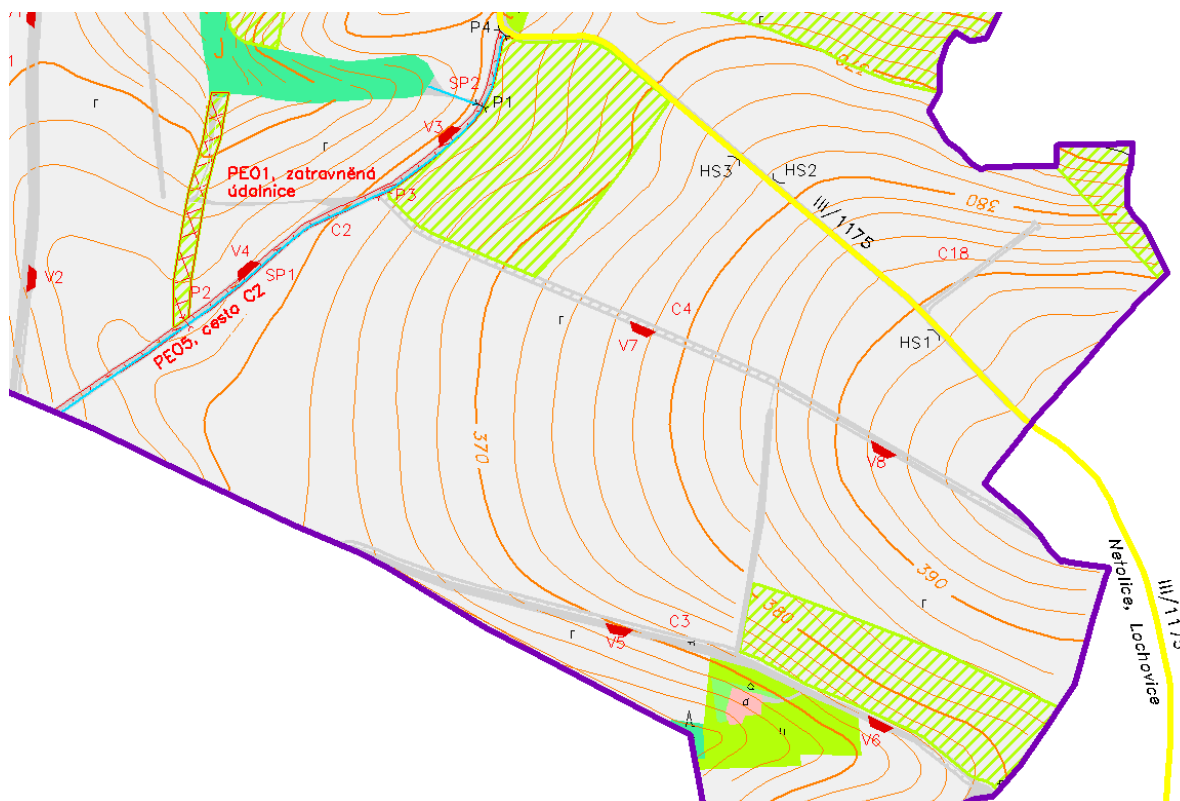 P4
r
370
J
SP2
P1
r
V3
r
HS3
HS2
PEO1, zatravněná
údolnice
P3
380
C2
III/1175
V4
C18
V2
SP1
P2
C4
r
PEO5, cesta C2
V7
HS1
370
V8
390
Netolice, Lochovice
III/1175
r
380
C3
r
V5
a
d
u
V6